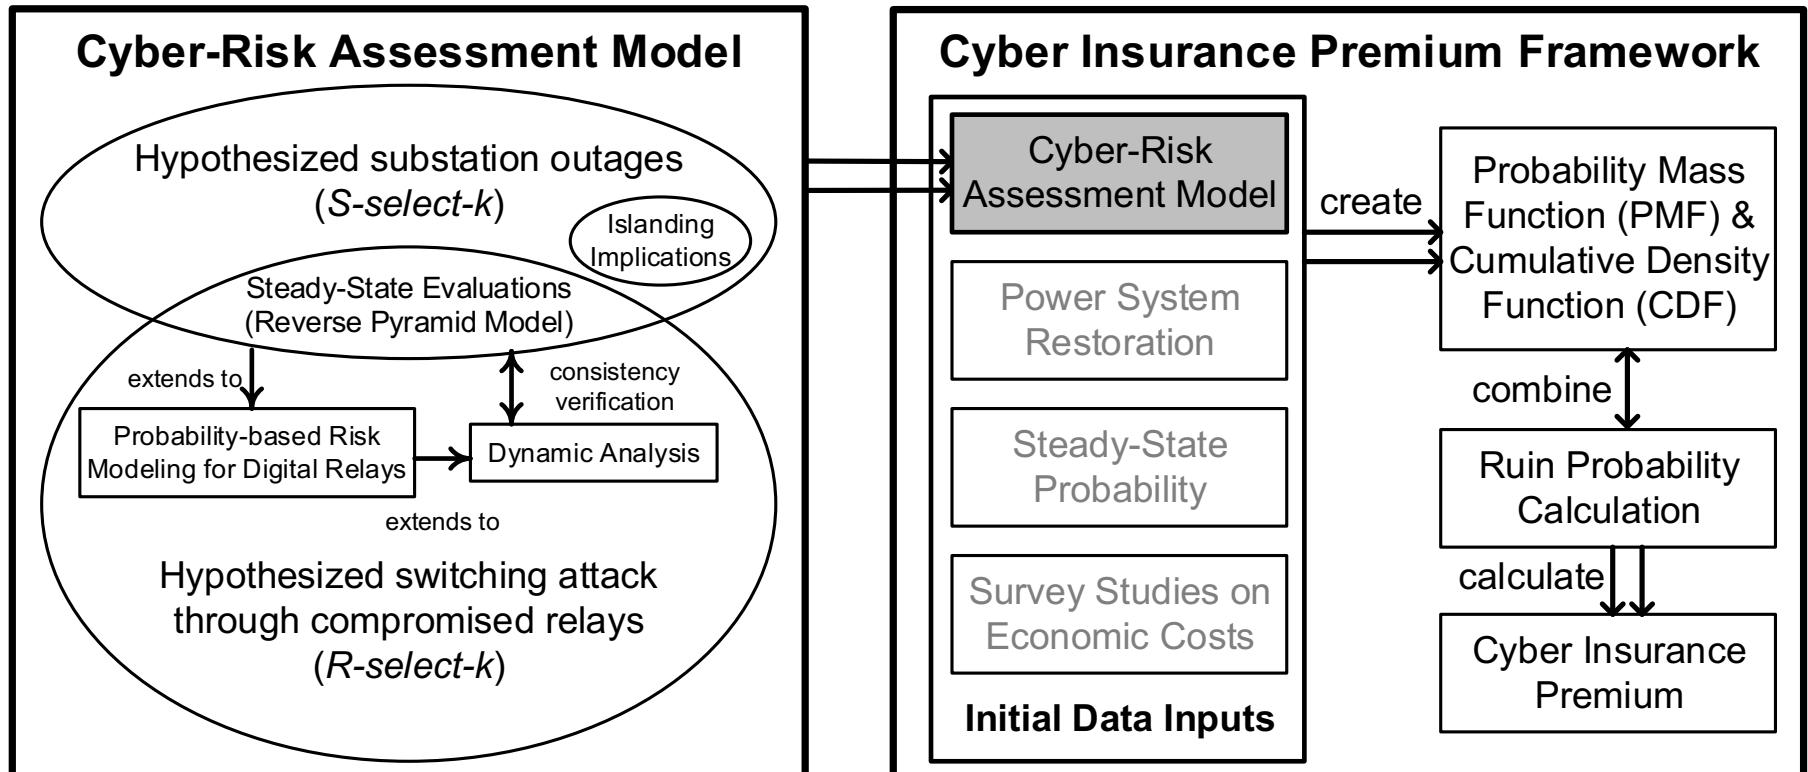 Cyber-Risk Assessment Model
Hypothesized substation outages
(S-select-k)
Islanding
Implications
Steady-State Evaluations
(Reverse Pyramid Model)
extends to
consistency
verification
Probability-based Risk
Modeling for Digital Relays
Dynamic Analysis
extends to
Hypothesized switching attack
through compromised relays
(R-select-k)
Cyber Insurance Premium Framework
Cyber-Risk
Assessment Model
Power System
Restoration
Steady-State
Probability
Survey Studies on
Economic Costs
Initial Data Inputs
create
Probability Mass
Function (PMF) &
Cumulative Density
Function (CDF)
combine
Ruin Probability
Calculation
calculate
Cyber Insurance
Premium